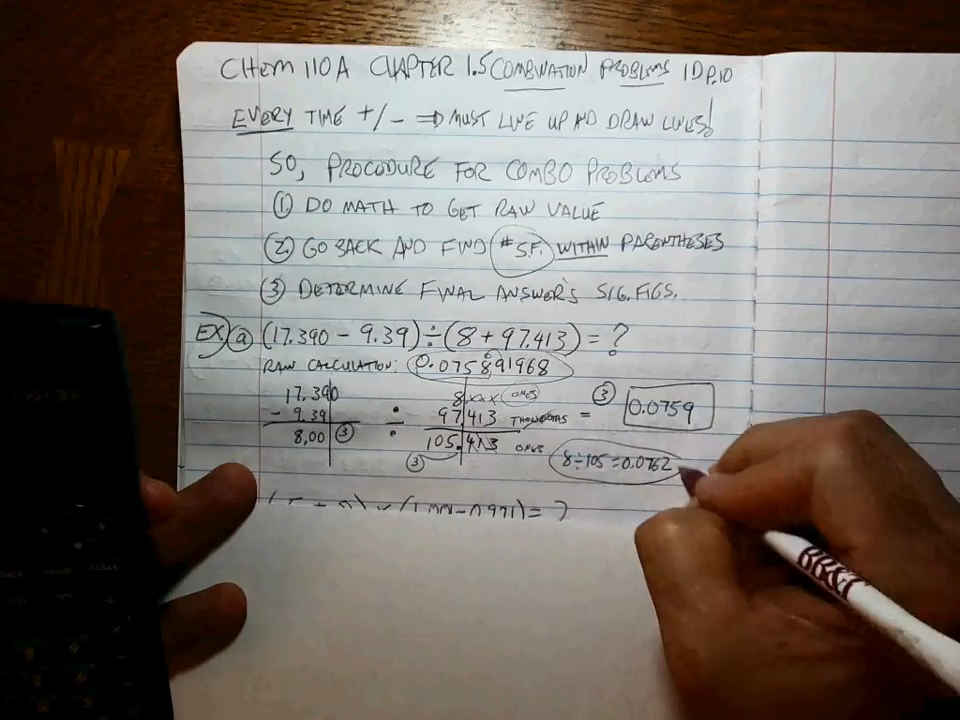 CHEM 110A CHAPTER 1.5 COMBINATION PROBLEMS ID P.10
EVERY TIME +/- ⇒ MUST LINE UP AND DRAW LINES!
SO, PROCEDURE FOR COMBO PROBLEMS
① DO MATH TO GET RAW VALUE
② GO BACK AND FIND #S.F. WITHIN PARENTHESES
③ DETERMINE FINAL ANSWER'S SIG. FIGS.
EX) ⓐ (17.390 - 9.39) ÷ (8 + 97.413) = ?
RAW CALCULATION: 0.075891968
17.390 8.xxx ONES ③
- 9.39 ÷ 97.413 = 0.0759
8.00 ③ 105.413 ONES
③ 8÷105=0.0762